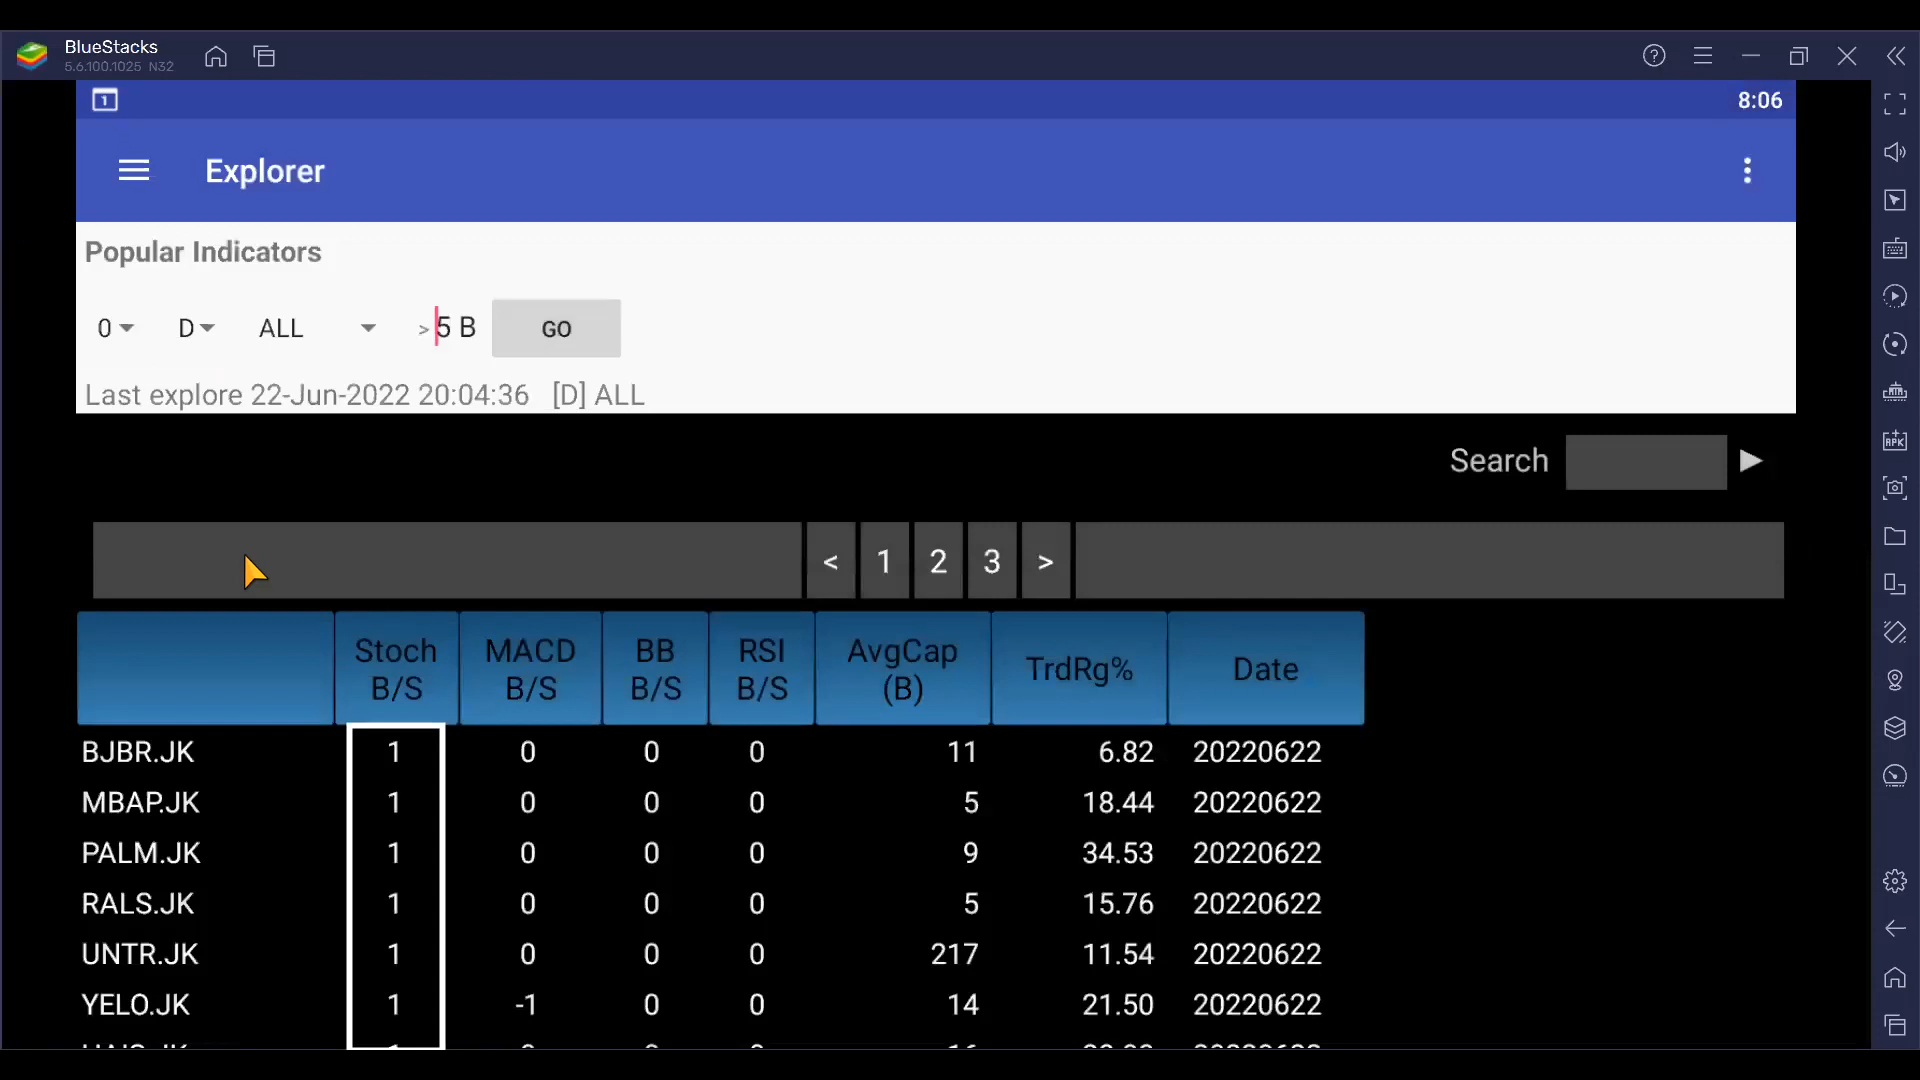 BlueStacks
5.6.100.1025 N32
8:06
Explorer
Popular Indicators
0 D ALL > 5 B GO
Last explore 22-Jun-2022 20:04:36 [D] ALL
Search
< 1 2 3 >
Stoch B/S MACD B/S BB B/S RSI B/S AvgCap (B) TrdRg% Date
BJBR.JK 1 0 0 0 11 6.82 20220622
MBAP.JK 1 0 0 0 5 18.44 20220622
PALM.JK 1 0 0 0 9 34.53 20220622
RALS.JK 1 0 0 0 5 15.76 20220622
UNTR.JK 1 0 0 0 217 11.54 20220622
YELO.JK 1 -1 0 0 14 21.50 20220622